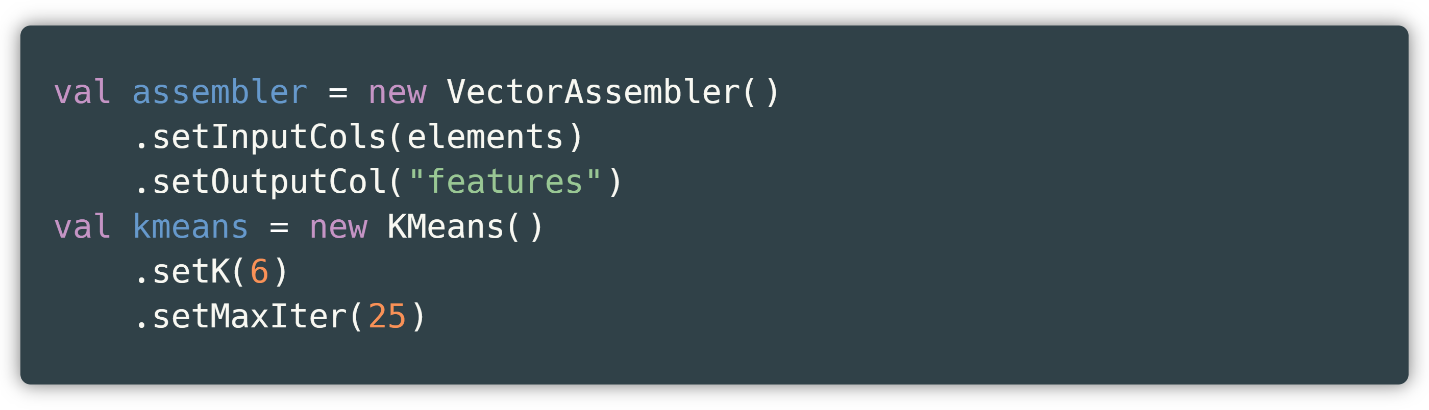 val assembler = new VectorAssembler()
    .setInputCols(elements)
    .setOutputCol("features")
val kmeans = new KMeans()
    .setK(6)
    .setMaxIter(25)